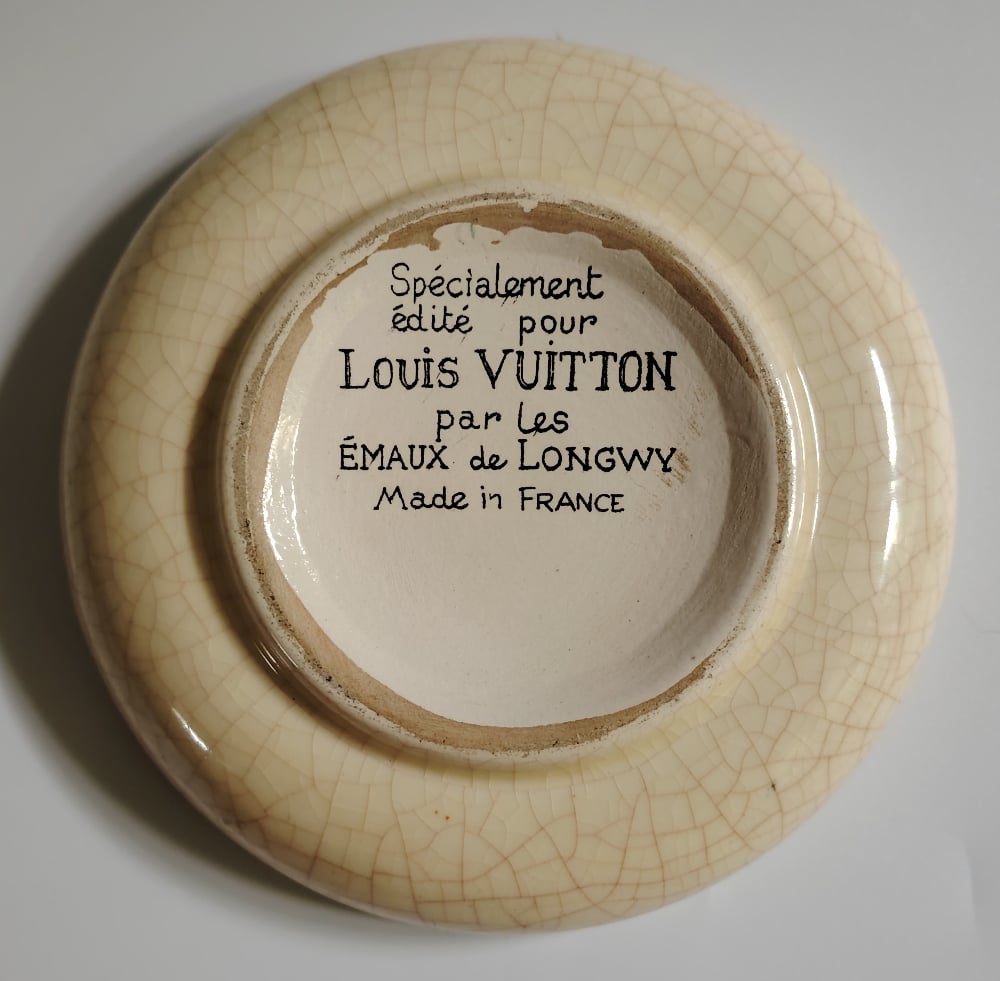 Spécialement
édité pour
Louis VUITTON
par les
ÉMAUX de LONGWY
Made in FRANCE